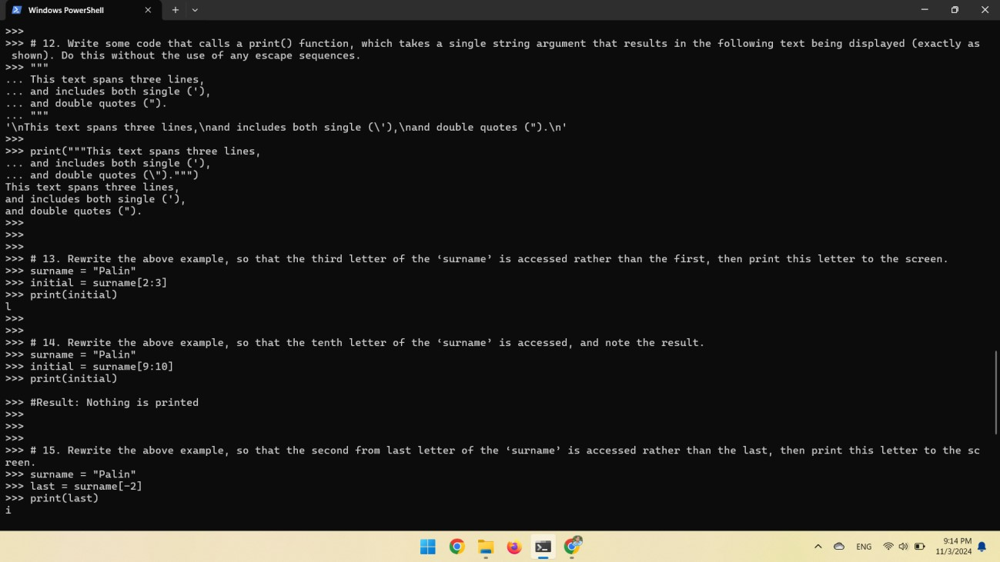 Windows PowerShell
>>>
>>> # 12. Write some code that calls a print() function, which takes a single string argument that results in the following text being displayed (exactly as
 shown). Do this without the use of any escape sequences.
>>> """
... This text spans three lines,
... and includes both single ('),
... and double quotes (").
... """
'\nThis text spans three lines,\nand includes both single (\'),\nand double quotes (").\n'
>>>
>>> print("""This text spans three lines,
... and includes both single ('),
... and double quotes (\").""")
This text spans three lines,
and includes both single ('),
and double quotes (").
>>>
>>>
>>>
>>> # 13. Rewrite the above example, so that the third letter of the ‘surname’ is accessed rather than the first, then print this letter to the screen.
>>> surname = "Palin"
>>> initial = surname[2:3]
>>> print(initial)
l
>>>
>>>
>>> # 14. Rewrite the above example, so that the tenth letter of the ‘surname’ is accessed, and note the result.
>>> surname = "Palin"
>>> initial = surname[9:10]
>>> print(initial)

>>> #Result: Nothing is printed
>>>
>>>
>>>
>>> # 15. Rewrite the above example, so that the second from last letter of the ‘surname’ is accessed rather than the last, then print this letter to the sc
reen.
>>> surname = "Palin"
>>> last = surname[-2]
>>> print(last)
i
ENG
9:14 PM
11/3/2024